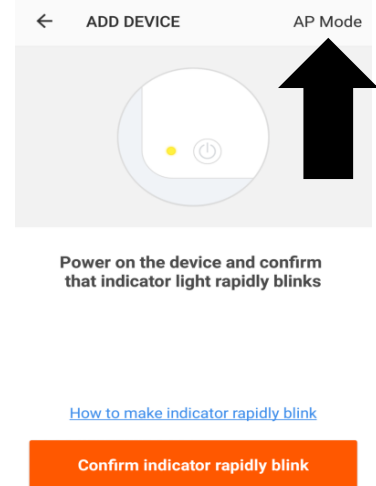 ADD DEVICE AP Mode
Power on the device and confirm
that indicator light rapidly blinks
How to make indicator rapidly blink
Confirm indicator rapidly blink